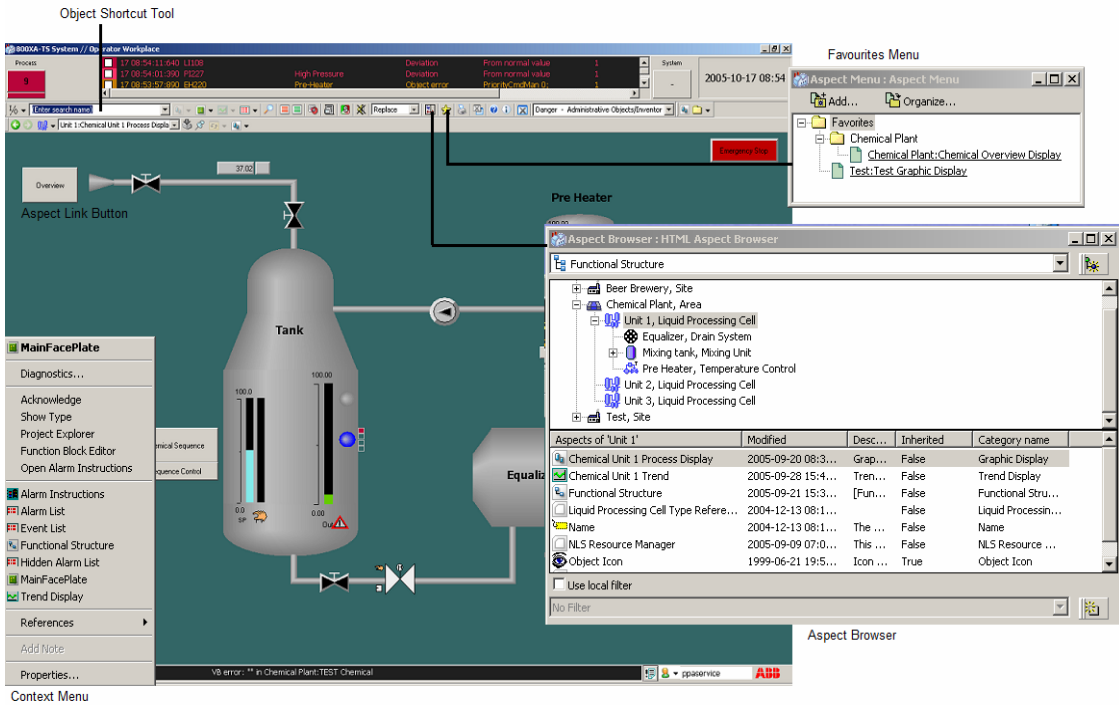 Object Shortcut Tool
800XA-TS System // Operator Workplace
Process
9
17 08:54:11:640 LI108 Deviation From normal value 1
17 08:54:01:390 PI227 High Pressure Deviation From normal value 1
17 08:53:57:890 EH220 Pre-Heater Object error PriorityCmdMan 0; 1
System
-
2005-10-17 08:54
Enter search name
Replace
Danger - Administrative Objects/Inventor
Unit 1:Chemical Unit 1 Process Displa
Favourites Menu
Aspect Menu : Aspect Menu
Add...
Organize...
Favorites
Chemical Plant
Chemical Plant:Chemical Overview Display
Test:Test Graphic Display
37.02
Emergency Stop
Overview
Aspect Link Button
Pre Heater
100.00
Tank
100.0
100.00
0.0
SP
0.00
Out
Equaliz
emical Sequence
equence Control
Aspect Browser : HTML Aspect Browser
Functional Structure
Beer Brewery, Site
Chemical Plant, Area
Unit 1, Liquid Processing Cell
Equalizer, Drain System
Mixing tank, Mixing Unit
Pre Heater, Temperature Control
Unit 2, Liquid Processing Cell
Unit 3, Liquid Processing Cell
Test, Site
Aspects of 'Unit 1' Modified Desc... Inherited Category name
Chemical Unit 1 Process Display 2005-09-20 08:3... Grap... False Graphic Display
Chemical Unit 1 Trend 2005-09-28 15:4... Tren... False Trend Display
Functional Structure 2005-09-21 15:3... [Fun... False Functional Stru...
Liquid Processing Cell Type Refere... 2004-12-13 08:1... False Liquid Processin...
Name 2004-12-13 08:1... The ... False Name
NLS Resource Manager 2005-09-09 07:0... This ... False NLS Resource ...
Object Icon 1999-06-21 19:5... Icon ... True Object Icon
Use local filter
No Filter
Aspect Browser
MainFacePlate
Diagnostics...
Acknowledge
Show Type
Project Explorer
Function Block Editor
Open Alarm Instructions
Alarm Instructions
Alarm List
Event List
Functional Structure
Hidden Alarm List
MainFacePlate
Trend Display
References
Add Note
Properties...
Context Menu
VB error: "" in Chemical Plant:TEST Chemical
ppaservice
ABB